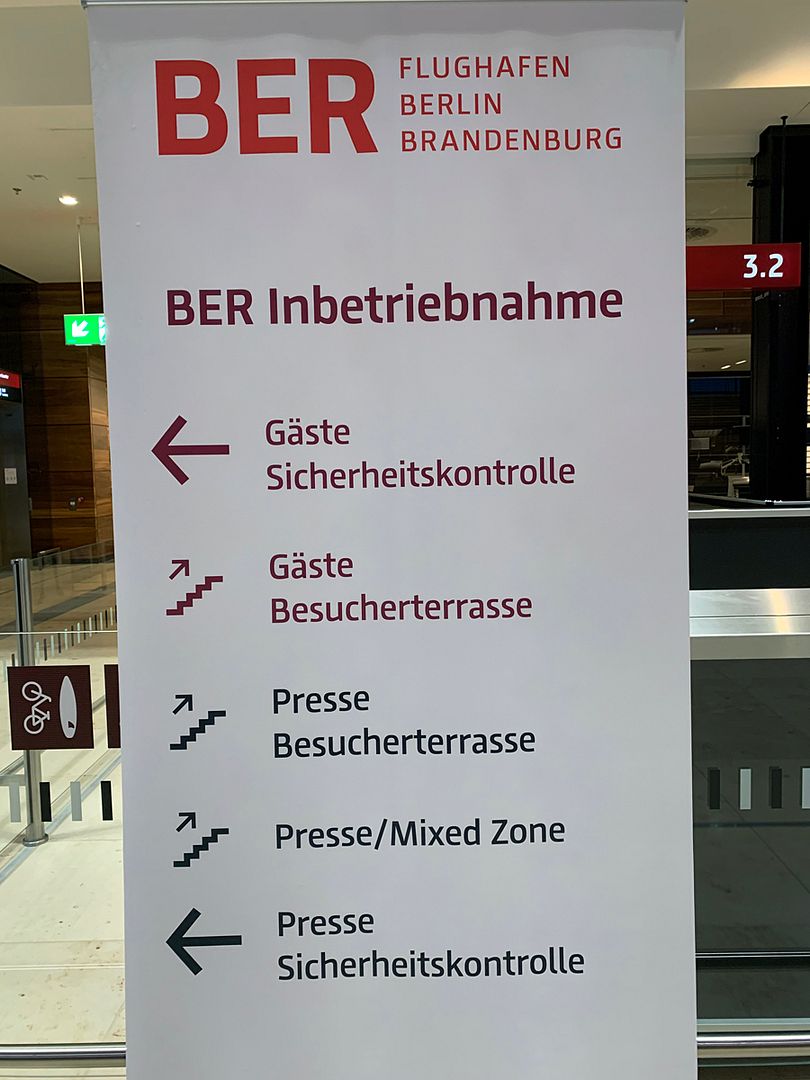 BER
FLUGHAFEN
BERLIN
BRANDENBURG
3.2
BER Inbetriebnahme
Gäste
Sicherheitskontrolle
Gäste
Besucherterrasse
Presse
Besucherterrasse
Presse/Mixed Zone
Presse
Sicherheitskontrolle